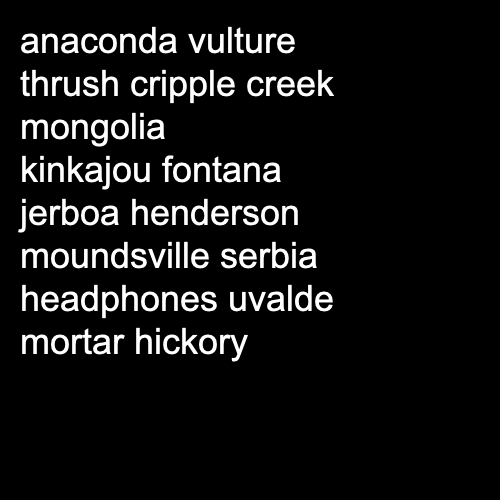 anaconda vulture
thrush cripple creek
mongolia
kinkajou fontana
jerboa henderson
moundsville serbia
headphones uvalde
mortar hickory